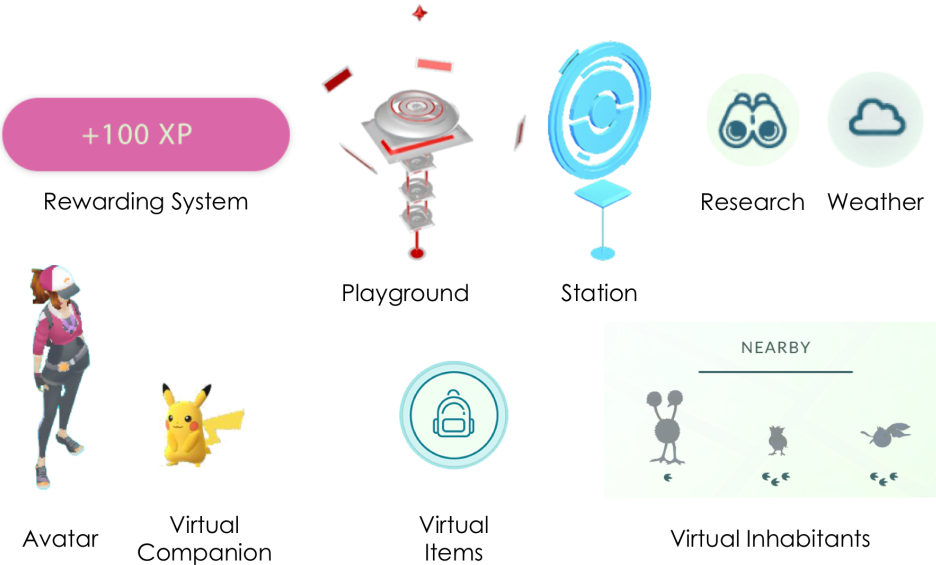 +100 XP
Rewarding System
Playground
Station
Research
Weather
NEARBY
Avatar
Virtual
Companion
Virtual
Items
Virtual Inhabitants